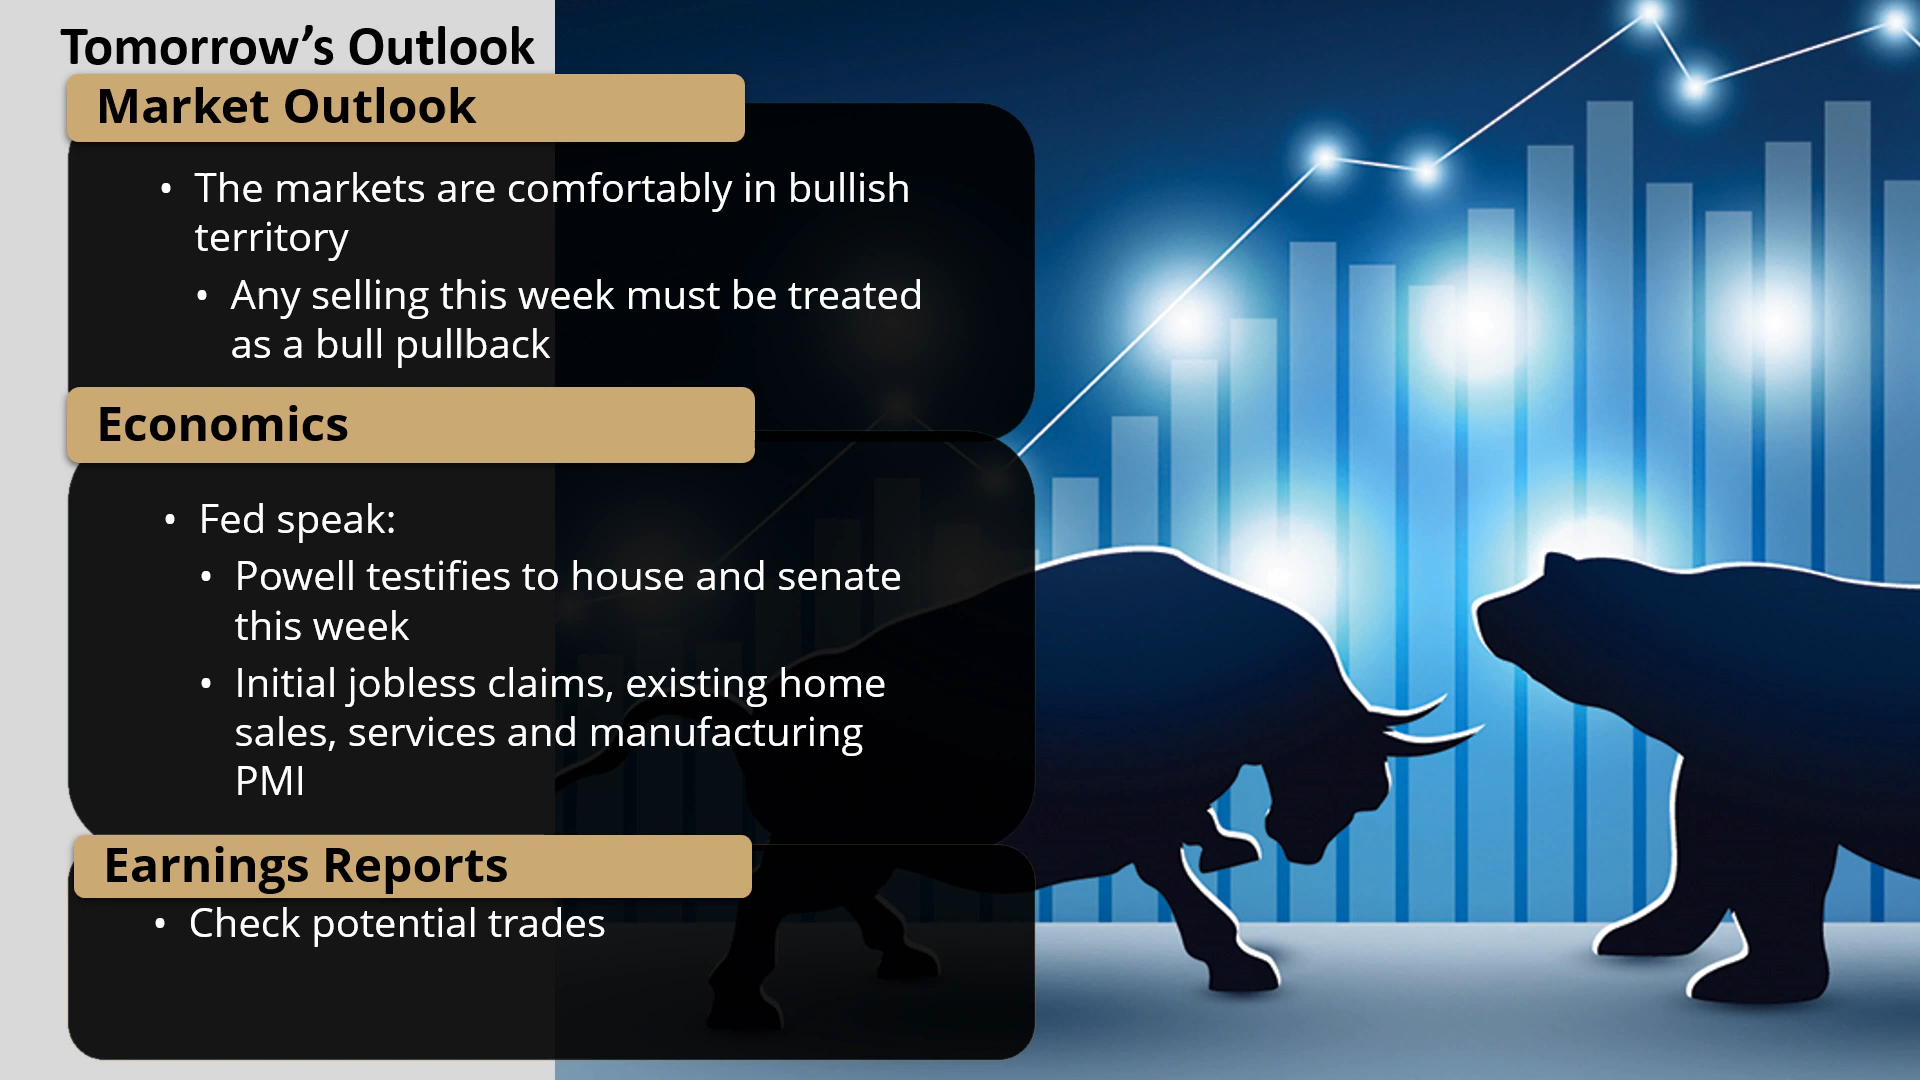 Tomorrow’s Outlook
Market Outlook
• The markets are comfortably in bullish
territory
• Any selling this week must be treated
as a bull pullback
Economics
• Fed speak:
• Powell testifies to house and senate
this week
• Initial jobless claims, existing home
sales, services and manufacturing
PMI
Earnings Reports
• Check potential trades